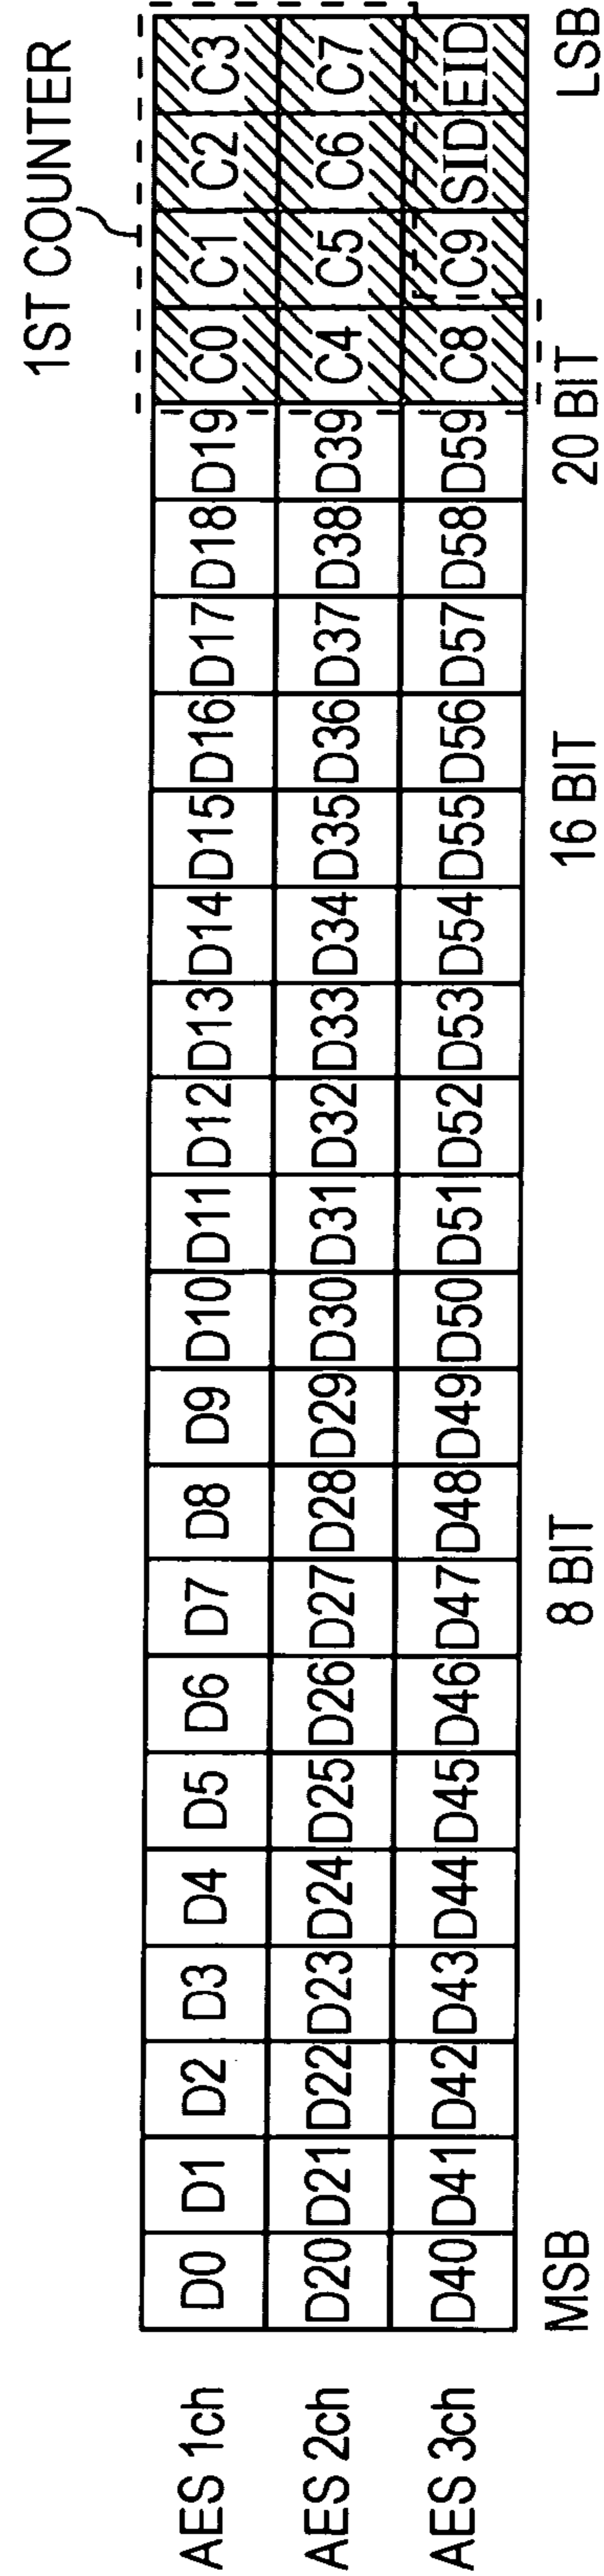 1ST COUNTER
AES 1ch D0 D1 D2 D3 D4 D5 D6 D7 D8 D9 D10 D11 D12 D13 D14 D15 D16 D17 D18 D19 C0 C1 C2 C3
AES 2ch D20 D21 D22 D23 D24 D25 D26 D27 D28 D29 D30 D31 D32 D33 D34 D35 D36 D37 D38 D39 C4 C5 C6 C7
AES 3ch D40 D41 D42 D43 D44 D45 D46 D47 D48 D49 D50 D51 D52 D53 D54 D55 D56 D57 D58 D59 C8 C9 SID EID
MSB 8 BIT 16 BIT 20 BIT LSB